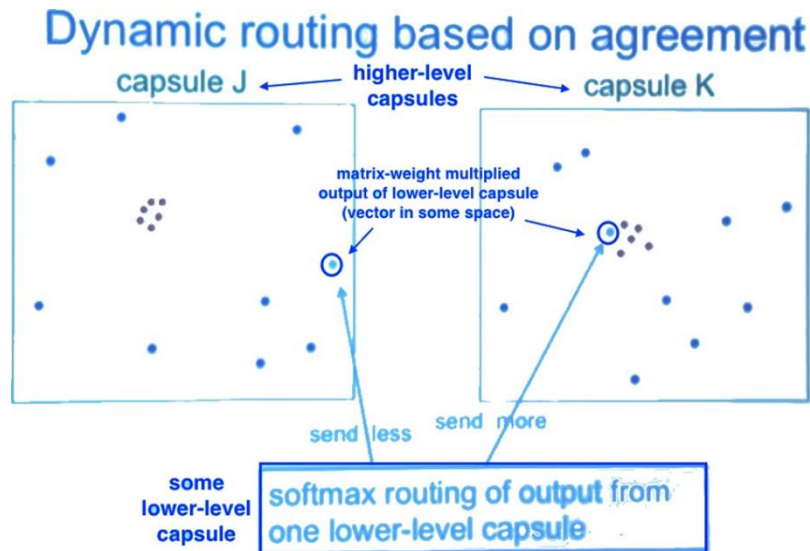 Dynamic routing based on agreement
capsule J
higher-level
capsules
capsule K
matrix-weight multiplied
output of lower-level capsule
(vector in some space)
send less
send more
some
lower-level
capsule
softmax routing of output from
one lower-level capsule